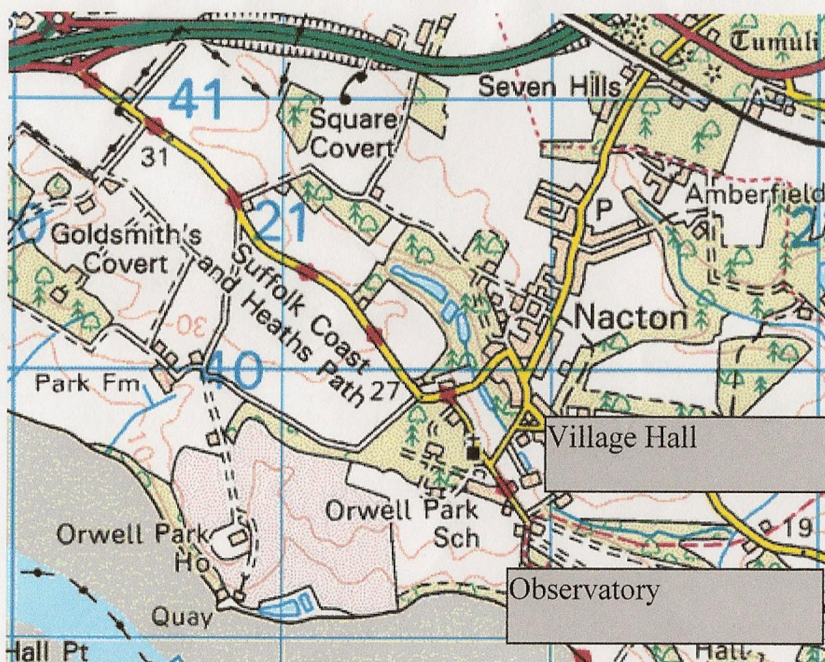 Tumuli
41
Seven Hills
Square
Covert
31
Amberfield
P
21
Goldsmith's
Covert
Suffolk Coast
and Heaths Path
Nacton
30
40
27
Park Fm
Village Hall
10
Orwell Park
Sch
Orwell Park
Ho
19
Observatory
Quay
Hall Pt
Hall